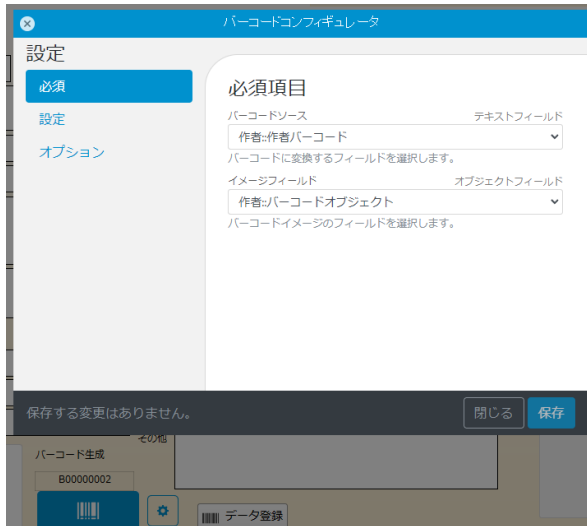 バーコードコンフィギュレータ
設定
必須
設定
オプション
必須項目
バーコードソース テキストフィールド
作者::作者バーコード
バーコードに変換するフィールドを選択します。
イメージフィールド オブジェクトフィールド
作者::バーコードオブジェクト
バーコードイメージのフィールドを選択します。
保存する変更はありません。 閉じる 保存
その他
バーコード生成
B00000002
データ登録